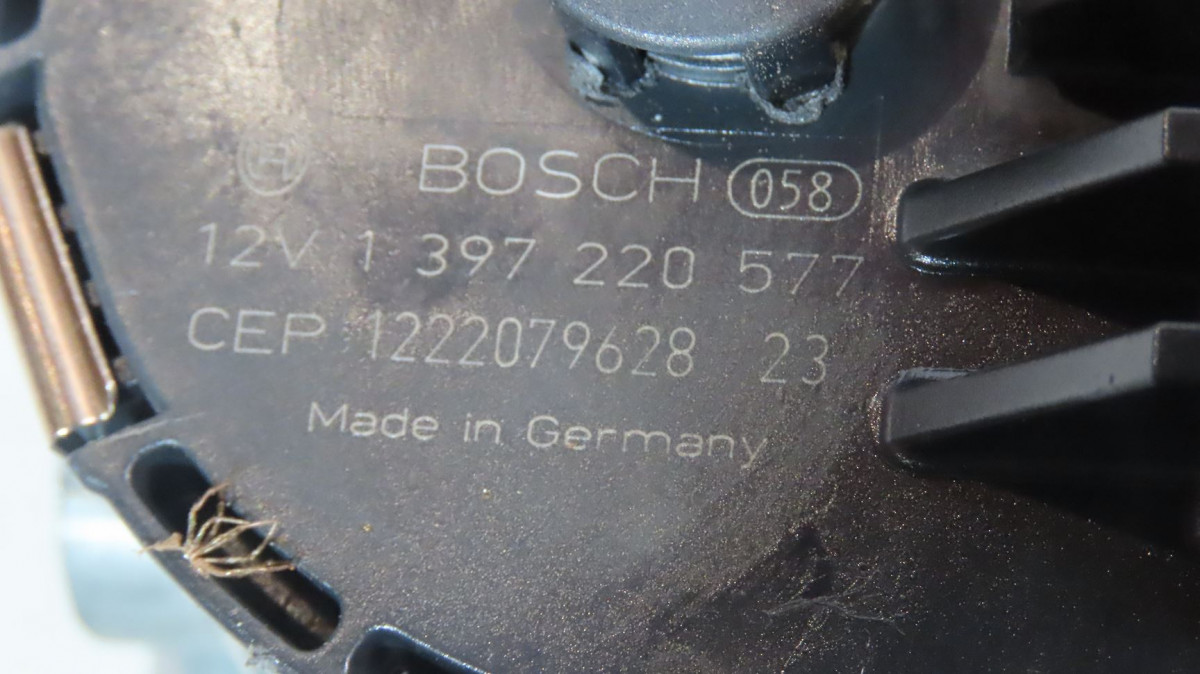 BOSCH 058
12V 1 397 220 577
CEP 1222079628 23
Made in Germany